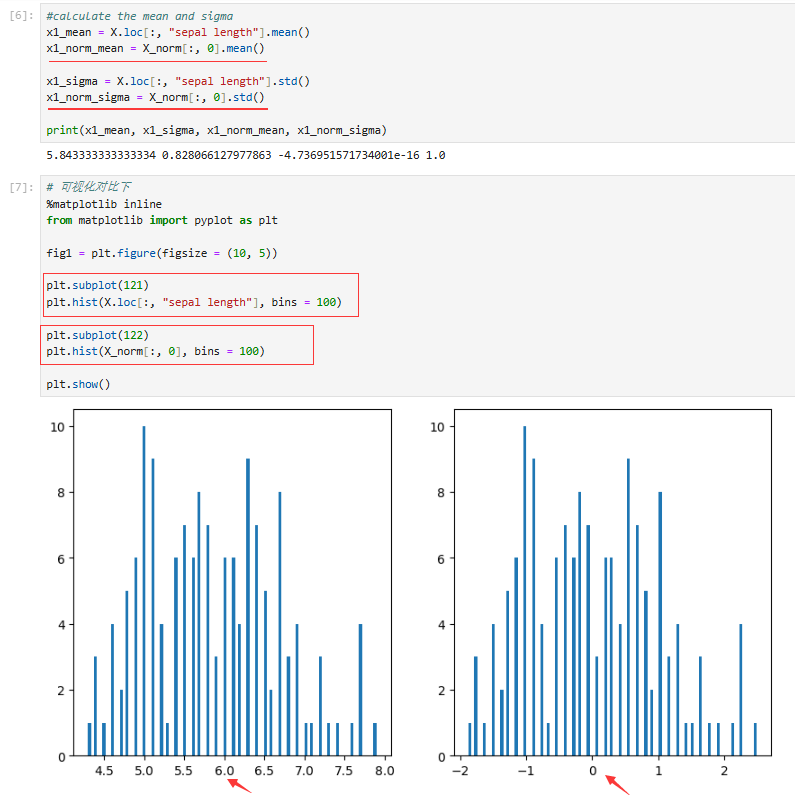 [6]: #calculate the mean and sigma
x1_mean = X.loc[:, "sepal length"].mean()
x1_norm_mean = X_norm[:, 0].mean()
x1_sigma = X.loc[:, "sepal length"].std()
x1_norm_sigma = X_norm[:, 0].std()
print(x1_mean, x1_sigma, x1_norm_mean, x1_norm_sigma)
5.843333333333334 0.828066127977863 -4.736951571734001e-16 1.0
[7]: # 可视化对比下
%matplotlib inline
from matplotlib import pyplot as plt
fig1 = plt.figure(figsize = (10, 5))
plt.subplot(121)
plt.hist(X.loc[:, "sepal length"], bins = 100)
plt.subplot(122)
plt.hist(X_norm[:, 0], bins = 100)
plt.show()
10
8
6
4
2
0
4.5 5.0 5.5 6.0 6.5 7.0 7.5 8.0
10
8
6
4
2
0
−2 −1 0 1 2